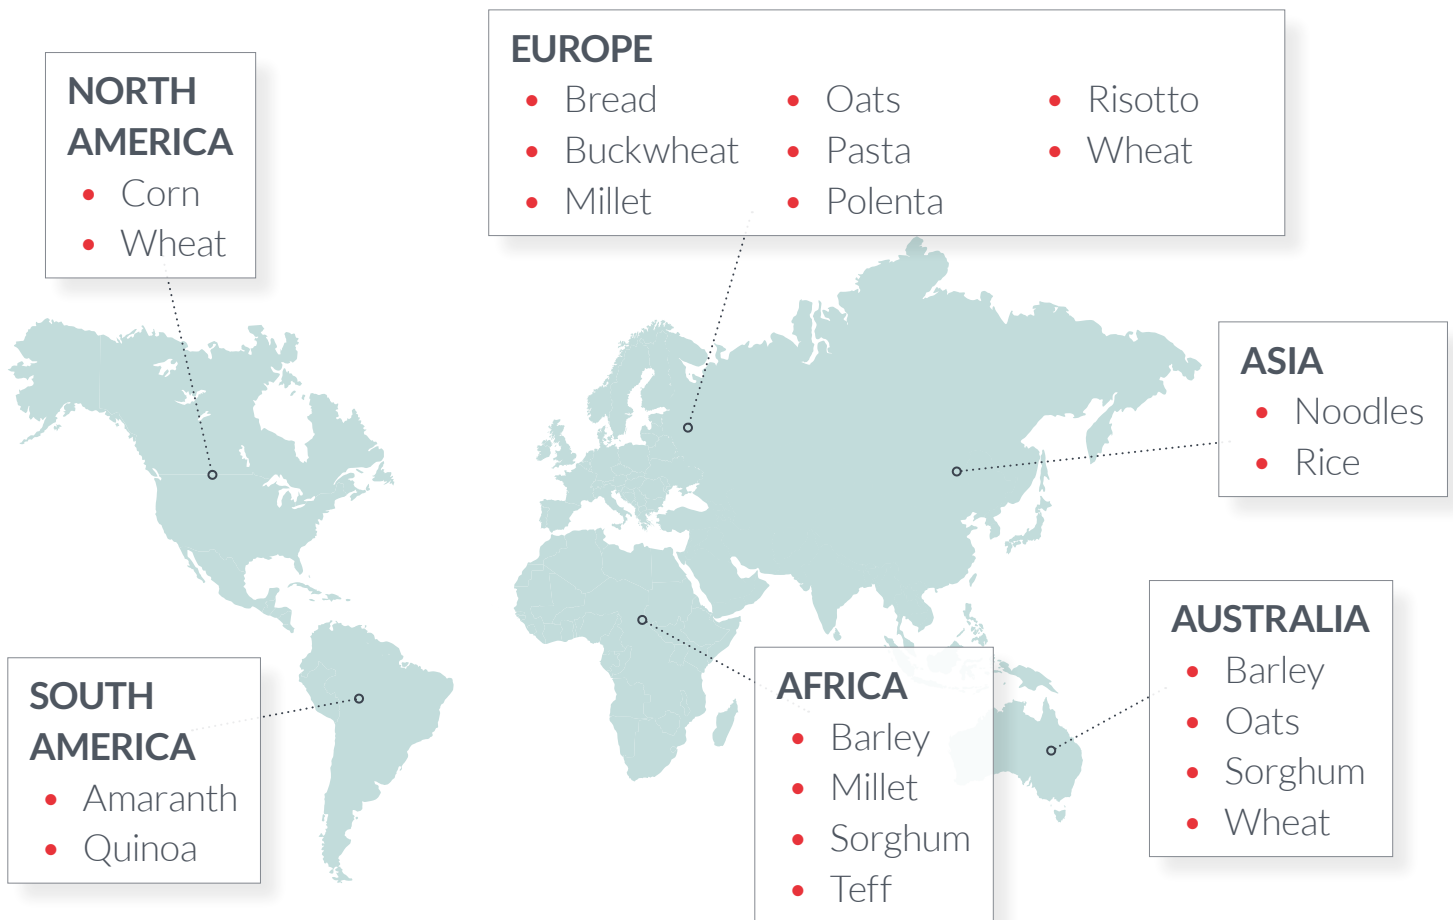 NORTH
AMERICA
Corn
Wheat
EUROPE
Bread
Buckwheat
Millet
Oats
Pasta
Polenta
Risotto
Wheat
ASIA
Noodles
Rice
SOUTH
AMERICA
Amaranth
Quinoa
AFRICA
Barley
Millet
Sorghum
Teff
AUSTRALIA
Barley
Oats
Sorghum
Wheat